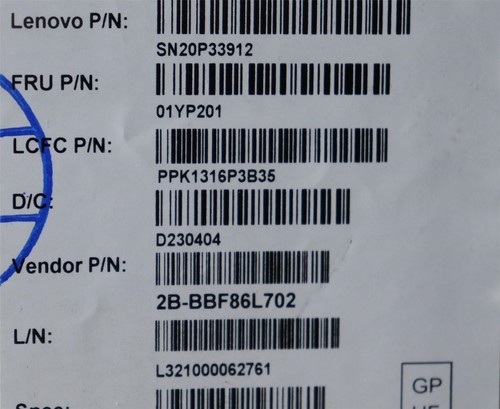 Lenovo P/N:
SN20P33912
FRU P/N:
01YP201
LCFC P/N:
PPK1316P3B35
D/C:
D230404
Vendor P/N:
2B-BBF86L702
L/N:
L321000062761
GP